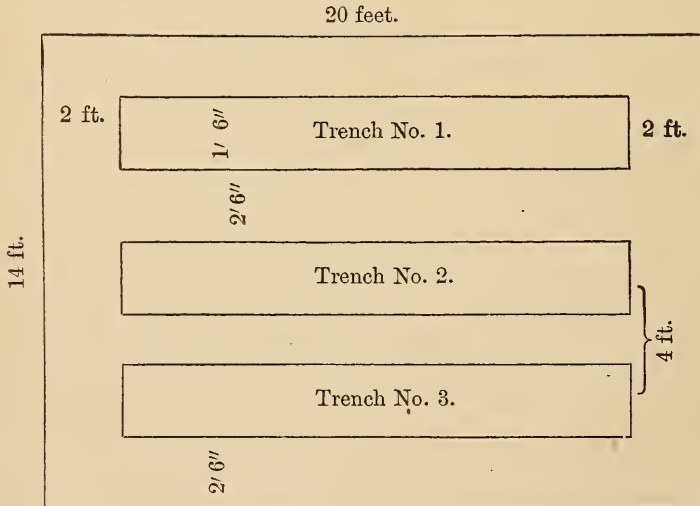 20 feet.
2 ft.
1′ 6″
Trench No. 1.
2 ft.
2′ 6″
14 ft.
Trench No. 2.
4 ft.
Trench No. 3.
2′ 6″